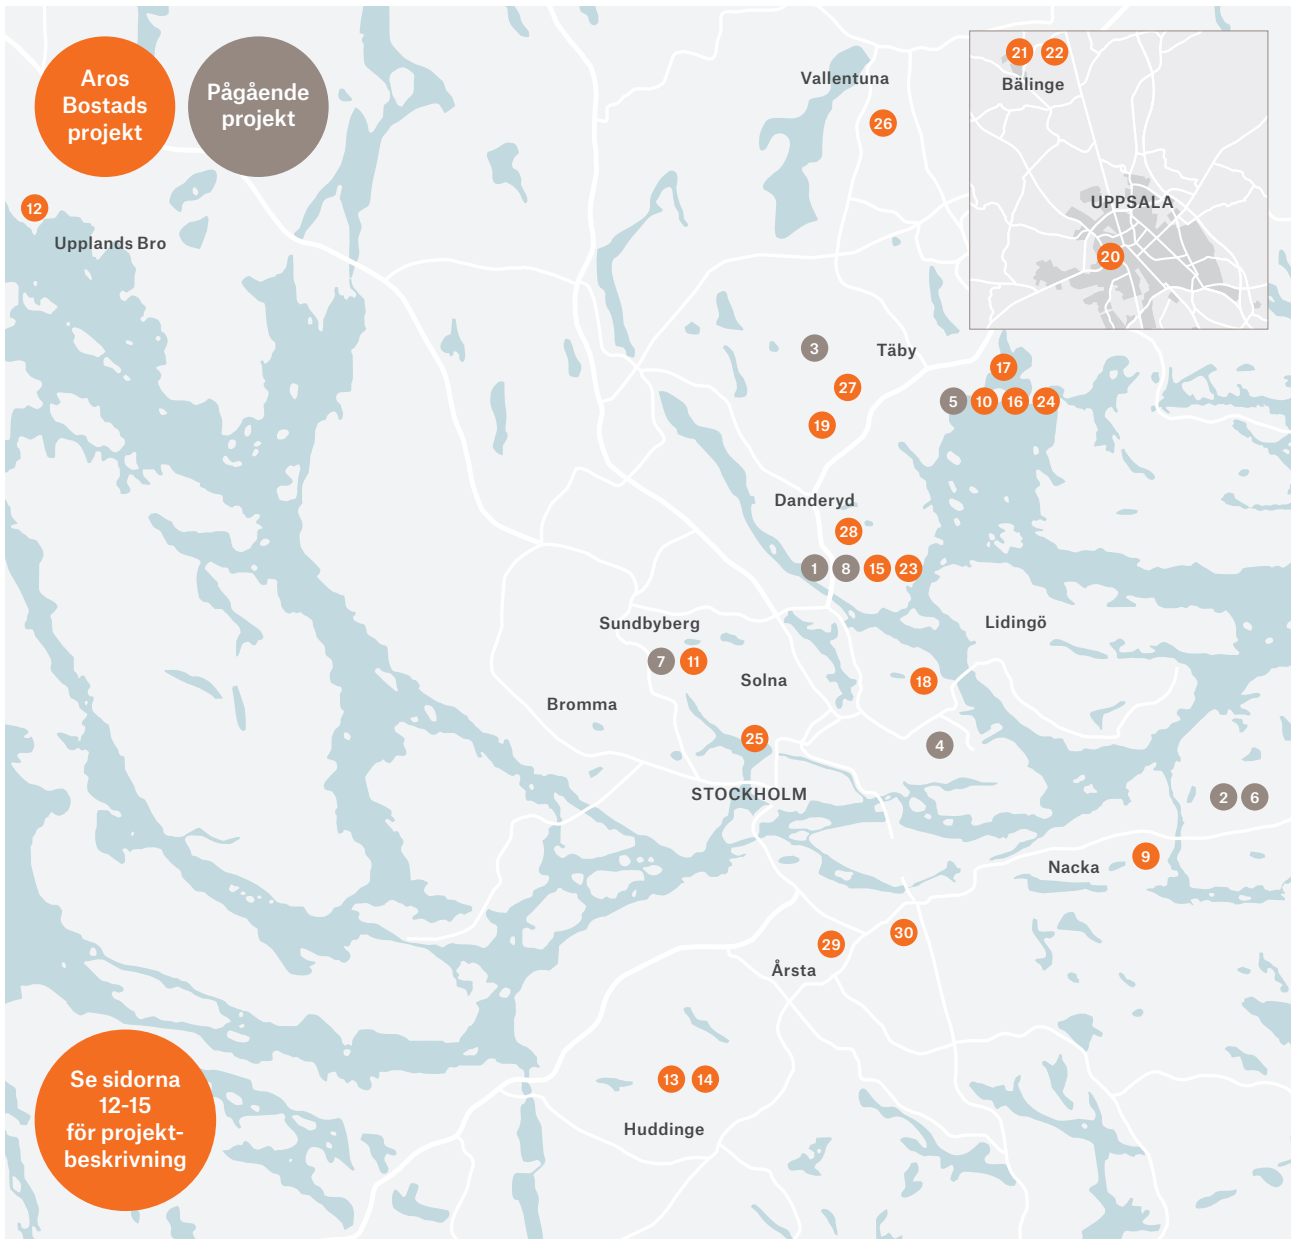 Aros
Bostads
projekt
Pågående
projekt
Vallentuna
26
21
22
Bälinge
UPPSALA
20
12
Upplands Bro
3
Täby
27
19
17
5
10
16
24
Danderyd
28
1
8
15
23
Sundbyberg
7
11
Solna
Lidingö
18
Bromma
25
4
STOCKHOLM
2
6
Nacka
9
29
30
Årsta
13
14
Huddinge
Se sidorna
12-15
för projekt-
beskrivning